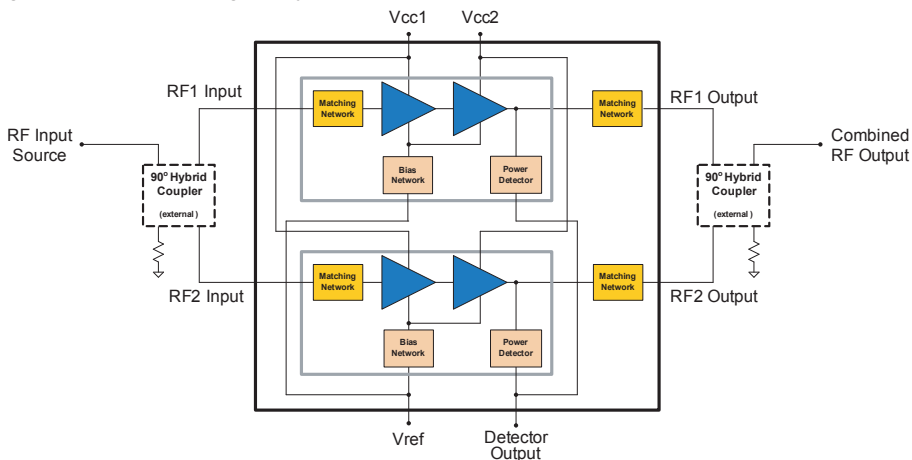 Vcc1
Vcc2
RF1 Input
Matching
Network
Matching
Network
RF1 Output
RF Input
Source
Combined
RF Output
90° Hybrid
Coupler
(external )
Bias
Network
Power
Detector
90° Hybrid
Coupler
(external )
RF2 Input
Matching
Network
Matching
Network
RF2 Output
Bias
Network
Power
Detector
Vref
Detector
Output